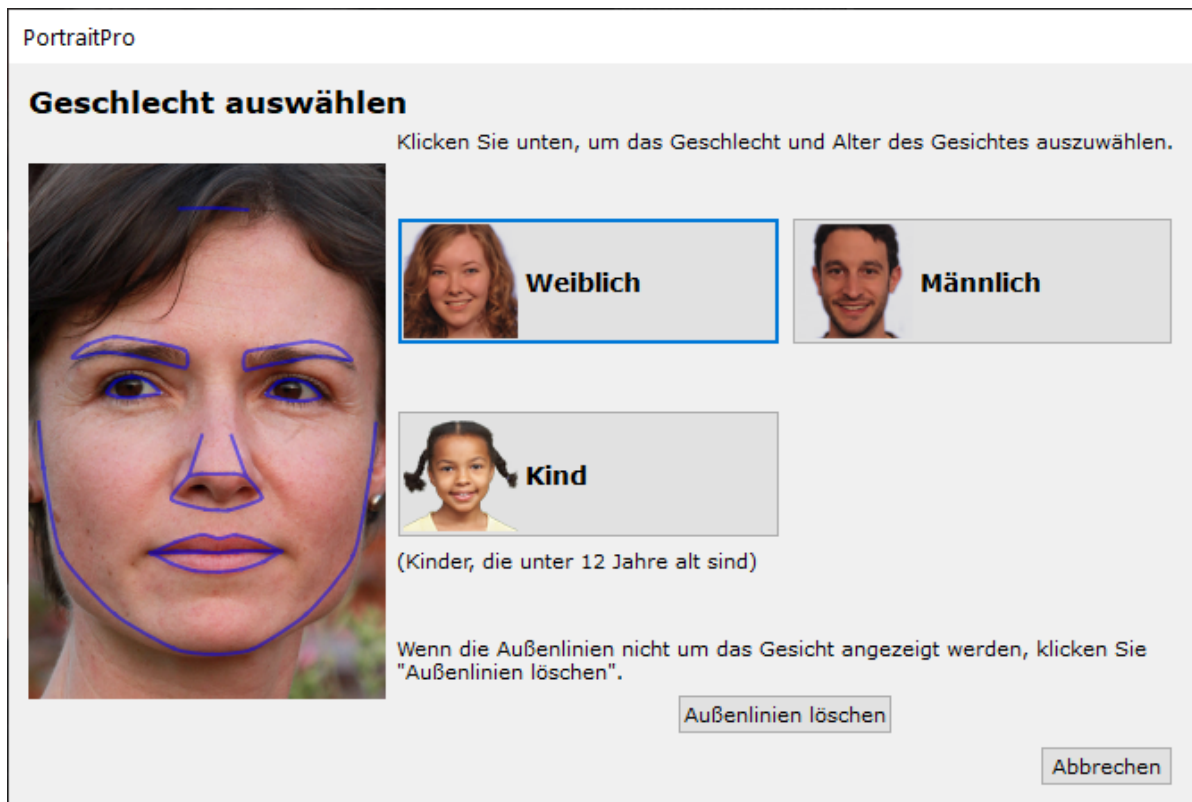 PortraitPro
Geschlecht auswählen
Klicken Sie unten, um das Geschlecht und Alter des Gesichtes auszuwählen.
Weiblich
Männlich
Kind
(Kinder, die unter 12 Jahre alt sind)
Wenn die Außenlinien nicht um das Gesicht angezeigt werden, klicken Sie
"Außenlinien löschen".
Außenlinien löschen
Abbrechen